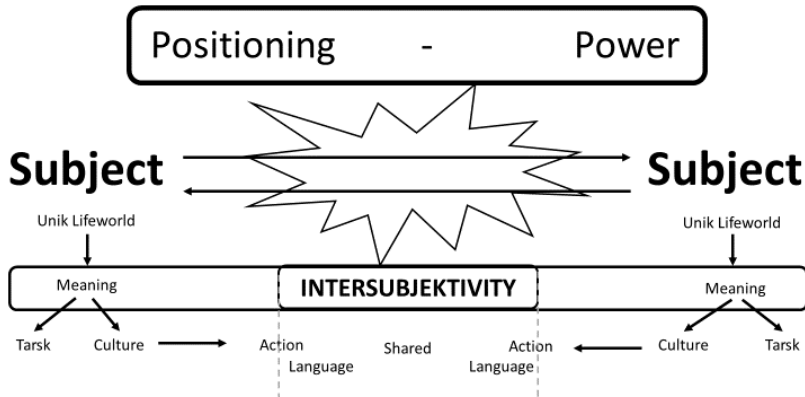 Positioning - Power
Subject Subject
Unik Lifeworld Unik Lifeworld
Meaning INTERSUBJEKTIVITY Meaning
Tarsk Culture Action Shared Action Culture Tarsk
Language Language